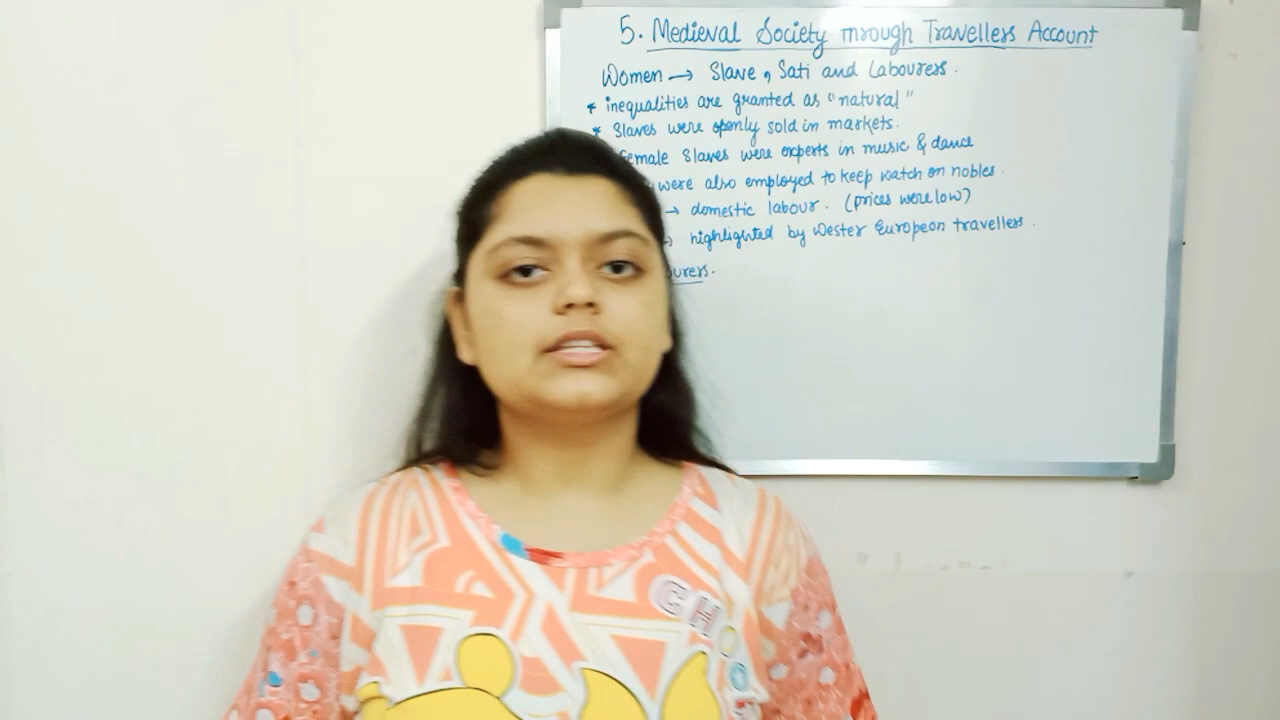 5. Medieval Society through Travellers Account
Women → Slave, Sati and Labourers.
* inequalities are granted as "natural"
* Slaves were openly sold in markets.
female Slaves were experts in music & dance
were also employed to keep watch on nobles.
→ domestic labour. (prices were low)
→ highlighted by Wester European travellers.
urers.
CHOO